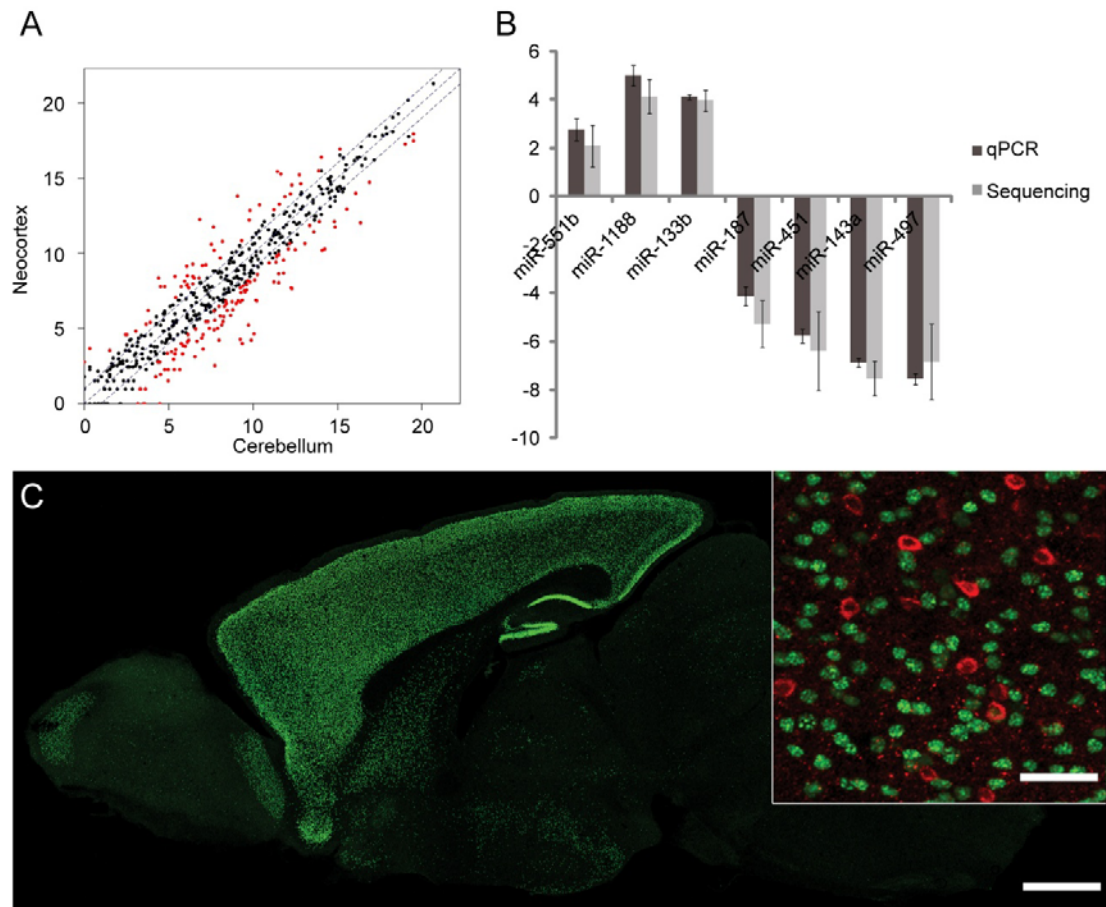 A
Neocortex
20
15
10
5
0
0
5
10
15
20
Cerebellum
B
6
4
2
0
-2
-4
-6
-8
-10
miR-551b
miR-1188
miR-133b
miR-187
miR-451
miR-143a
miR-497
qPCR
Sequencing
C